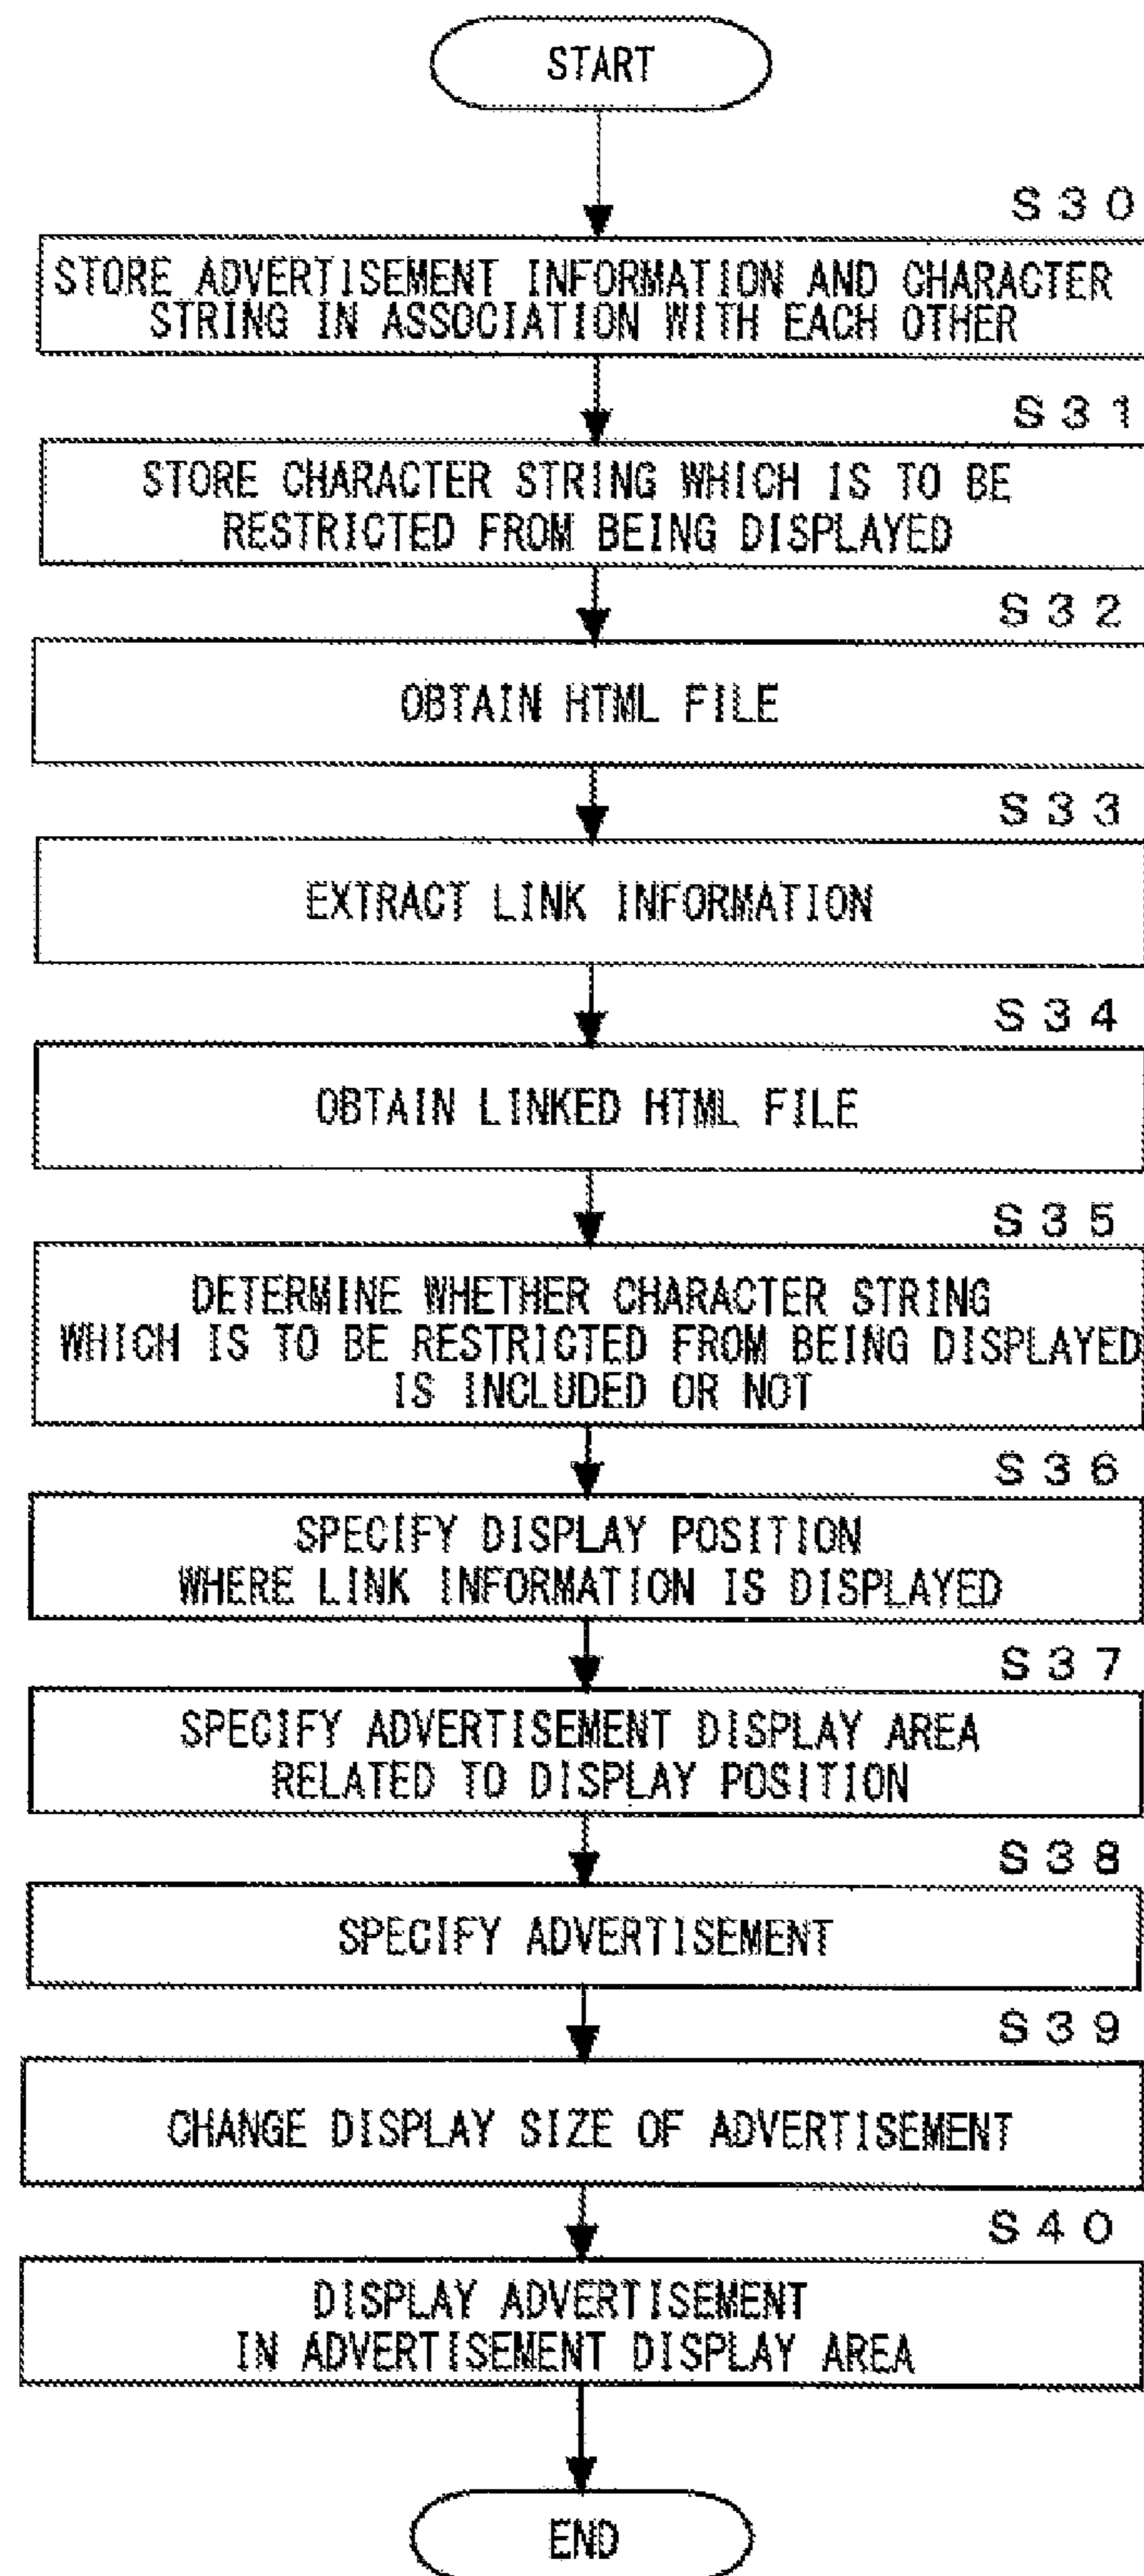 START
S30
STORE ADVERTISEMENT INFORMATION AND CHARACTER
STRING IN ASSOCIATION WITH EACH OTHER
S31
STORE CHARACTER STRING WHICH IS TO BE
RESTRICTED FROM BEING DISPLAYED
S32
OBTAIN HTML FILE
S33
EXTRACT LINK INFORMATION
S34
OBTAIN LINKED HTML FILE
S35
DETERMINE WHETHER CHARACTER STRING
WHICH IS TO BE RESTRICTED FROM BEING DISPLAYED
IS INCLUDED OR NOT
S36
SPECIFY DISPLAY POSITION
WHERE LINK INFORMATION IS DISPLAYED
S37
SPECIFY ADVERTISEMENT DISPLAY AREA
RELATED TO DISPLAY POSITION
S38
SPECIFY ADVERTISEMENT
S39
CHANGE DISPLAY SIZE OF ADVERTISEMENT
S40
DISPLAY ADVERTISEMENT
IN ADVERTISEMENT DISPLAY AREA
END